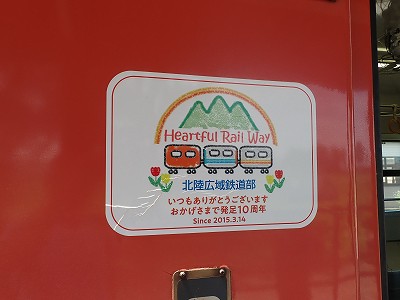 Heartful Rail Way
北陸広域鉄道部
いつもありがとうございます
おかげさまで発足10周年
Since 2015.3.14